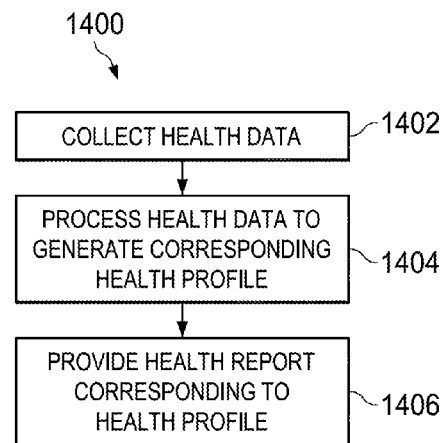 1400
COLLECT HEALTH DATA
1402
PROCESS HEALTH DATA TO
GENERATE CORRESPONDING
HEALTH PROFILE
1404
PROVIDE HEALTH REPORT
CORRESPONDING TO
HEALTH PROFILE
1406